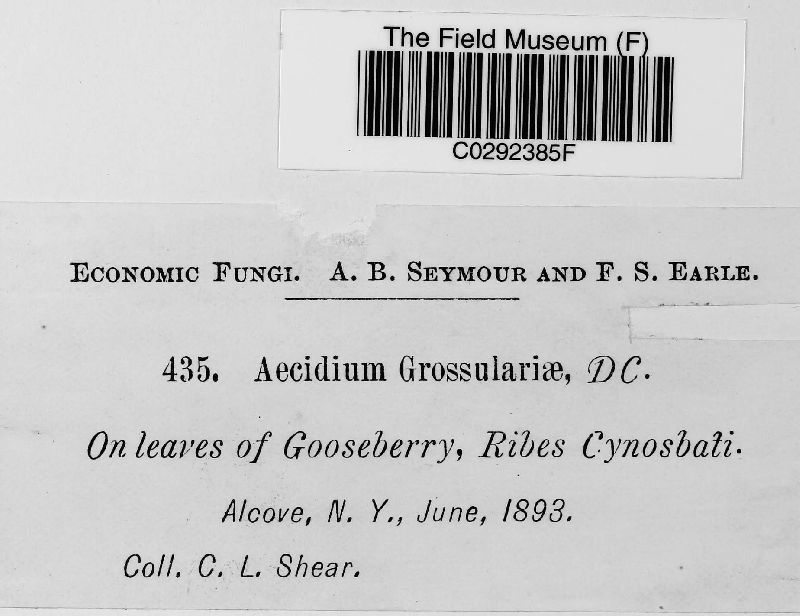 The Field Museum (F)
C0292385F
Economic Fungi. A. B. Seymour and F. S. Earle.
435. Aecidium Grossulariæ, DC.
On leaves of Gooseberry, Ribes Cynosbati.
Alcove, N. Y., June, 1893.
Coll. C. L. Shear.